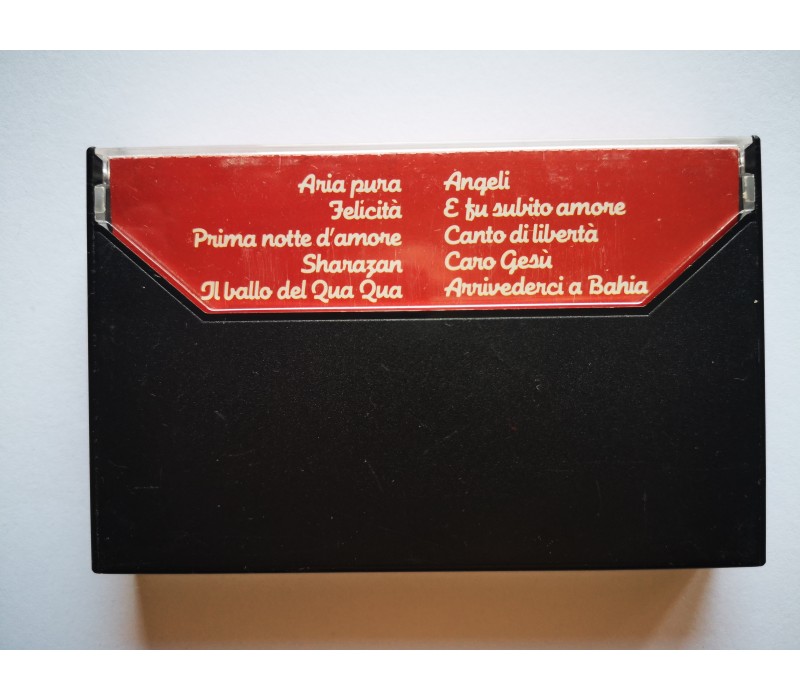 Aria pura
Felicità
Prima notte d'amore
Sharazan
Il ballo del Qua Qua
Angeli
E fu subito amore
Canto di libertà
Caro Gesù
Arrivederci a Bahia